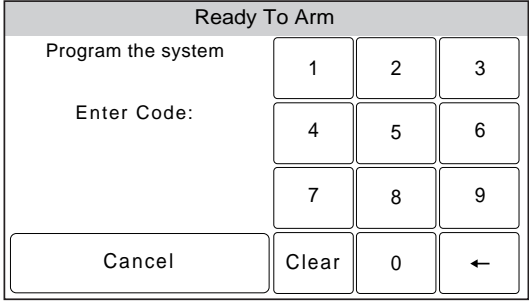 Ready To Arm
Program the system
1 2 3
Enter Code:
4 5 6
7 8 9
Cancel Clear 0 ←